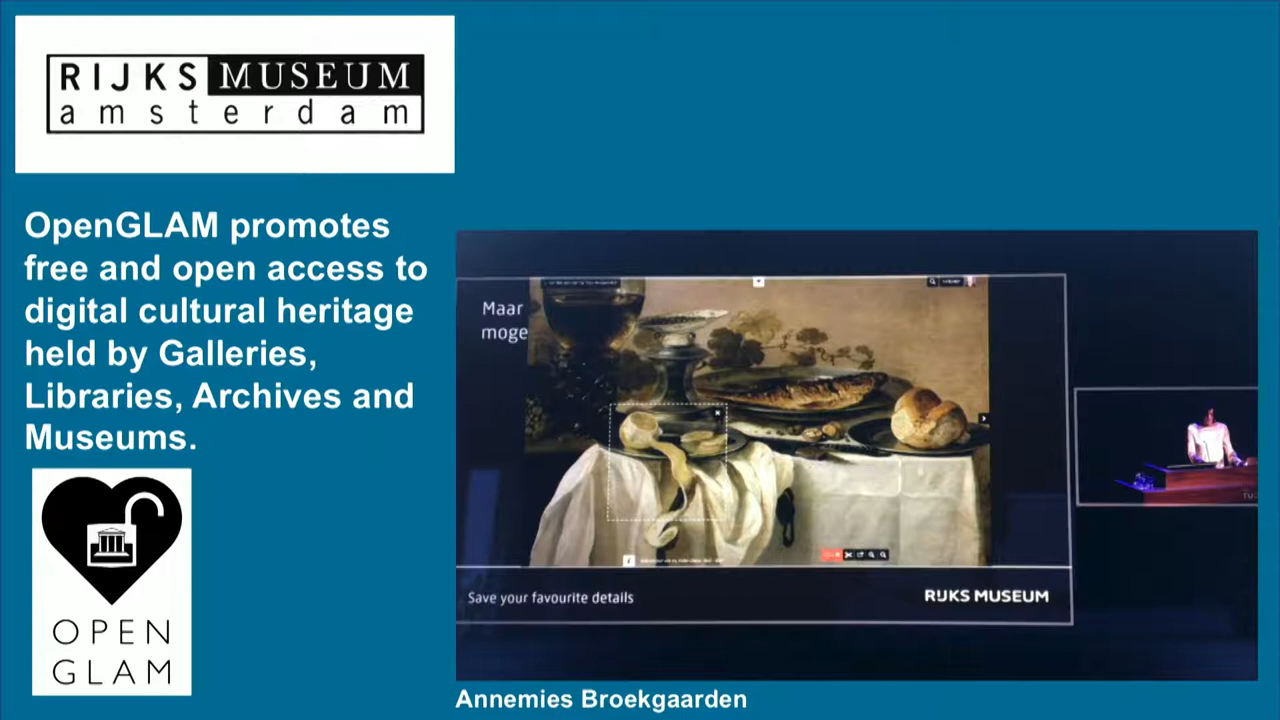 RIJKS MUSEUM
amsterdam
OpenGLAM promotes
free and open access to
digital cultural heritage
held by Galleries,
Libraries, Archives and
Museums.
OPEN
GLAM
Maar
moge
Save your favourite details
RIJKS MUSEUM
Annemies Broekgaarden